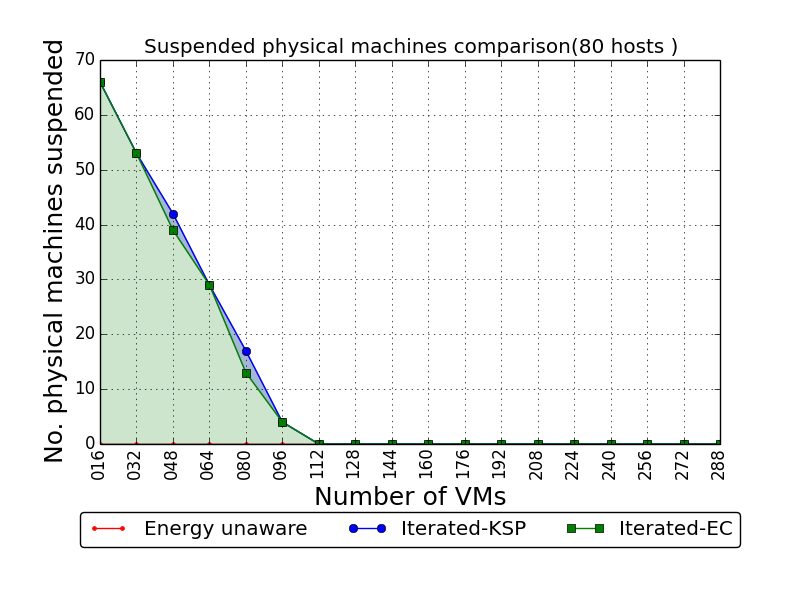 Suspended physical machines comparison(80 hosts )
No. physical machines suspended
70
60
50
40
30
20
10
0
016 032 048 064 080 096 112 128 144 160 176 192 208 224 240 256 272 288
Number of VMs
Energy unaware Iterated-KSP Iterated-EC